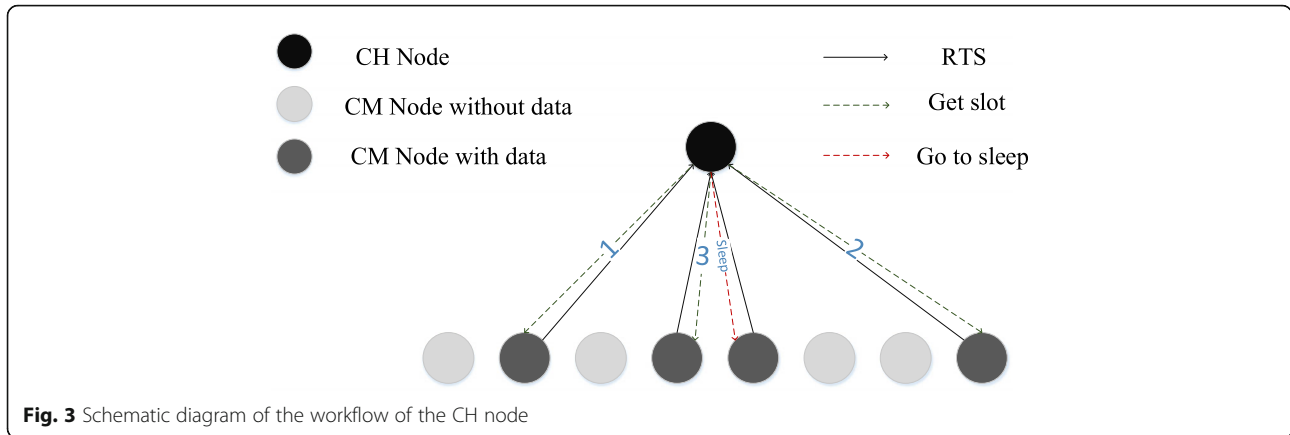 CH Node
RTS
CM Node without data
Get slot
CM Node with data
Go to sleep
1
3
Sleep
2
Fig. 3 Schematic diagram of the workflow of the CH node